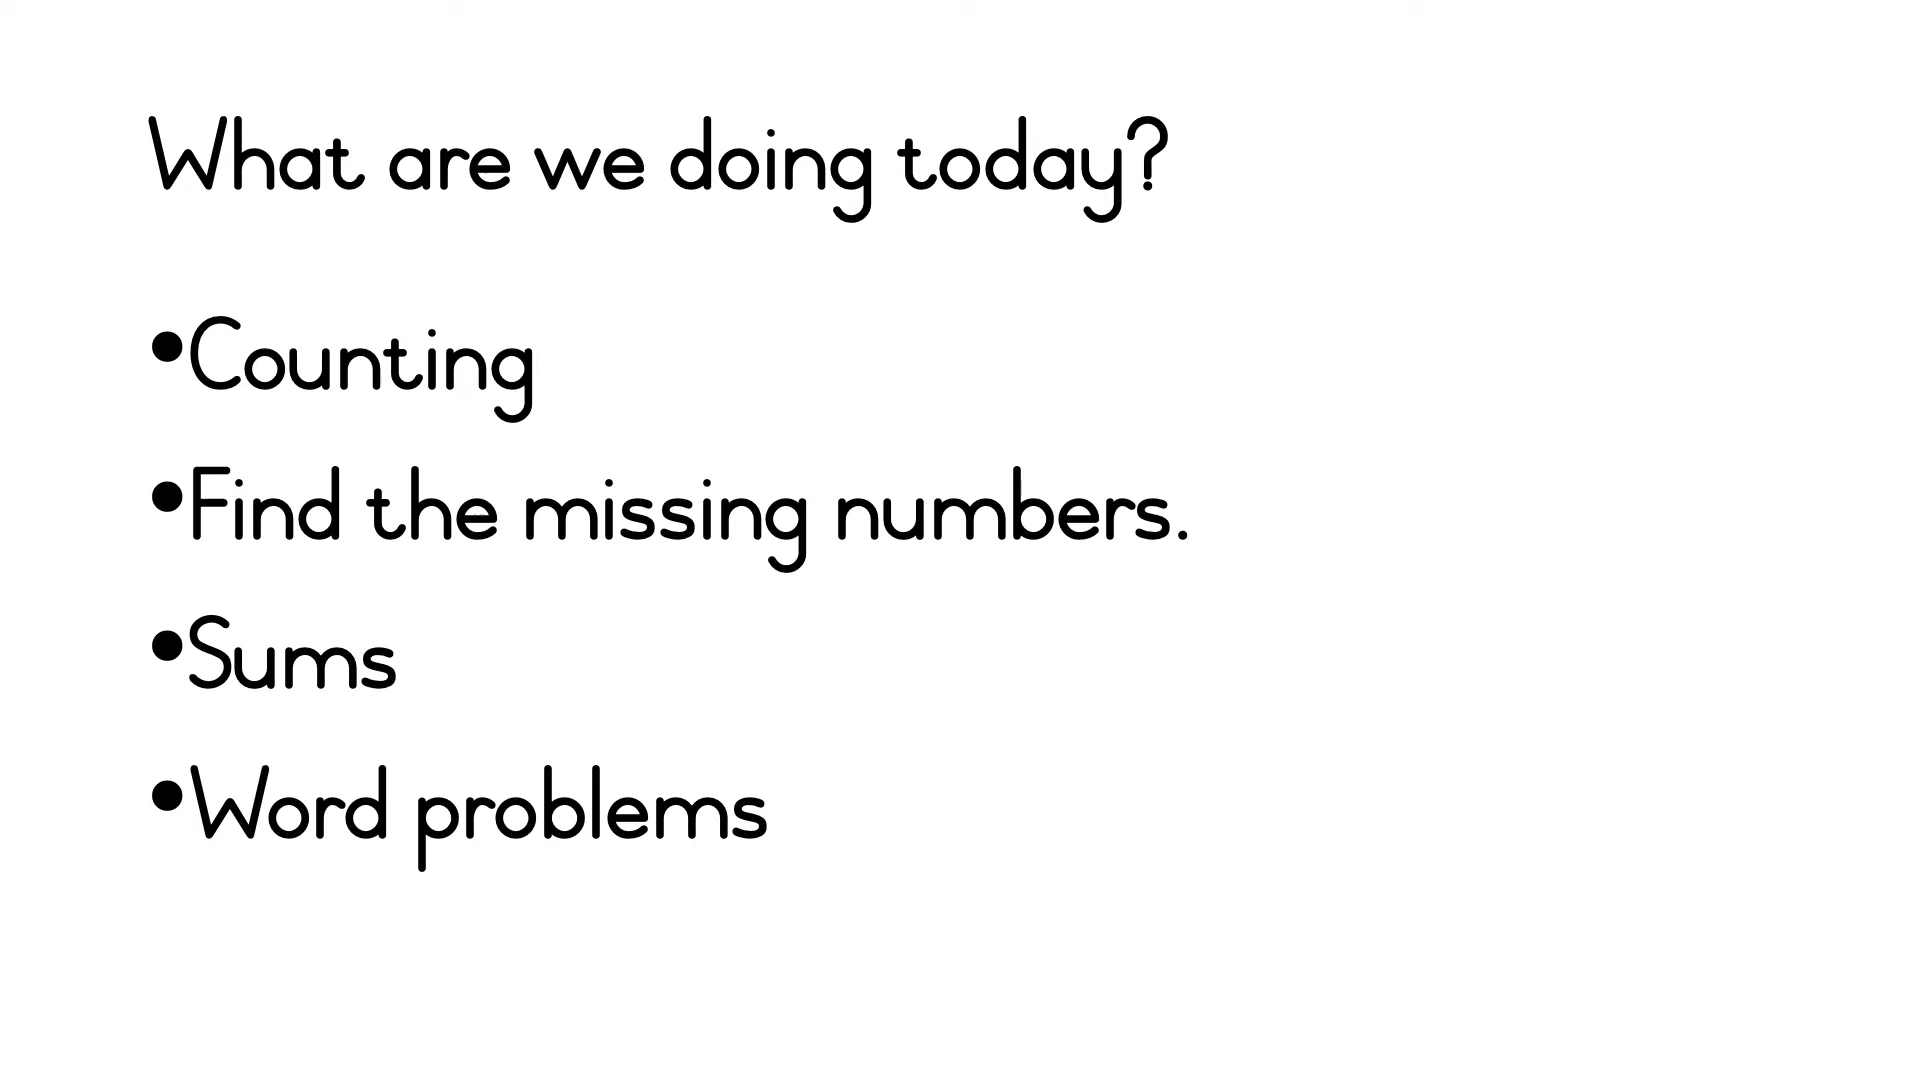 What are we doing today?
•Counting
•Find the missing numbers.
•Sums
•Word problems